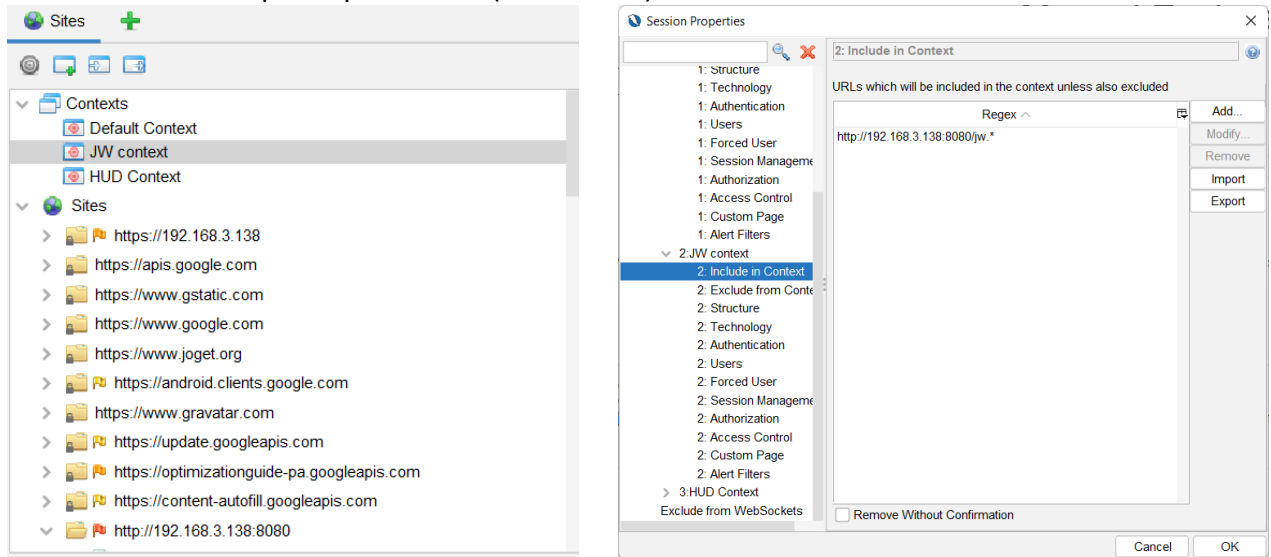 Sites
Contexts
Default Context
JW context
HUD Context
Sites
https://192.168.3.138
https://apis.google.com
https://www.gstatic.com
https://www.google.com
https://www.joget.org
https://android.clients.google.com
https://www.gravatar.com
https://update.googleapis.com
https://optimizationguide-pa.googleapis.com
https://content-autofill.googleapis.com
http://192.168.3.138:8080
Session Properties
1: Structure
1: Technology
1: Authentication
1: Users
1: Forced User
1: Session Manageme
1: Authorization
1: Access Control
1: Custom Page
1: Alert Filters
2:JW context
2: Include in Context
2: Exclude from Conte
2: Structure
2: Technology
2: Authentication
2: Users
2: Forced User
2: Session Manageme
2: Authorization
2: Access Control
2: Custom Page
2: Alert Filters
3:HUD Context
Exclude from WebSockets
2: Include in Context
URLs which will be included in the context unless also excluded
Regex
http://192.168.3.138:8080/jw.*
Add...
Modify...
Remove
Import
Export
Remove Without Confirmation
Cancel
OK